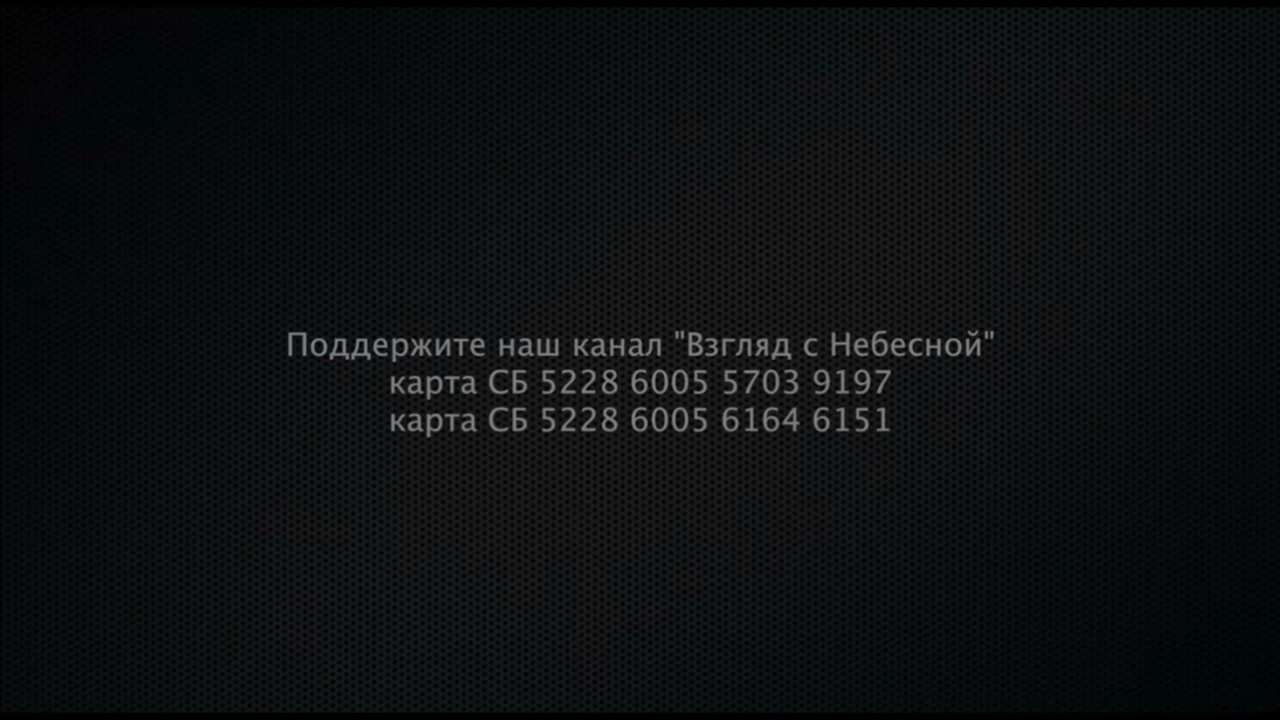 Поддержите наш канал "Взгляд с Небесной"
карта СБ 5228 6005 5703 9197
карта СБ 5228 6005 6164 6151